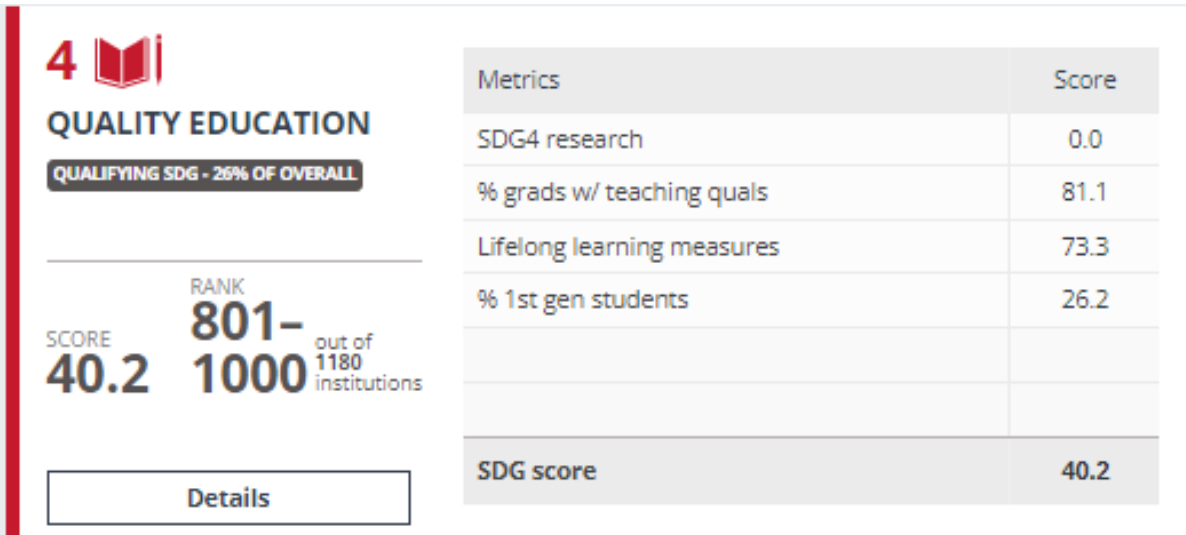 4
QUALITY EDUCATION
QUALIFYING SDG - 26% OF OVERALL
SCORE
40.2
RANK
801–
1000
out of
1180
institutions
Details
Metrics Score
SDG4 research 0.0
% grads w/ teaching quals 81.1
Lifelong learning measures 73.3
% 1st gen students 26.2
SDG score 40.2